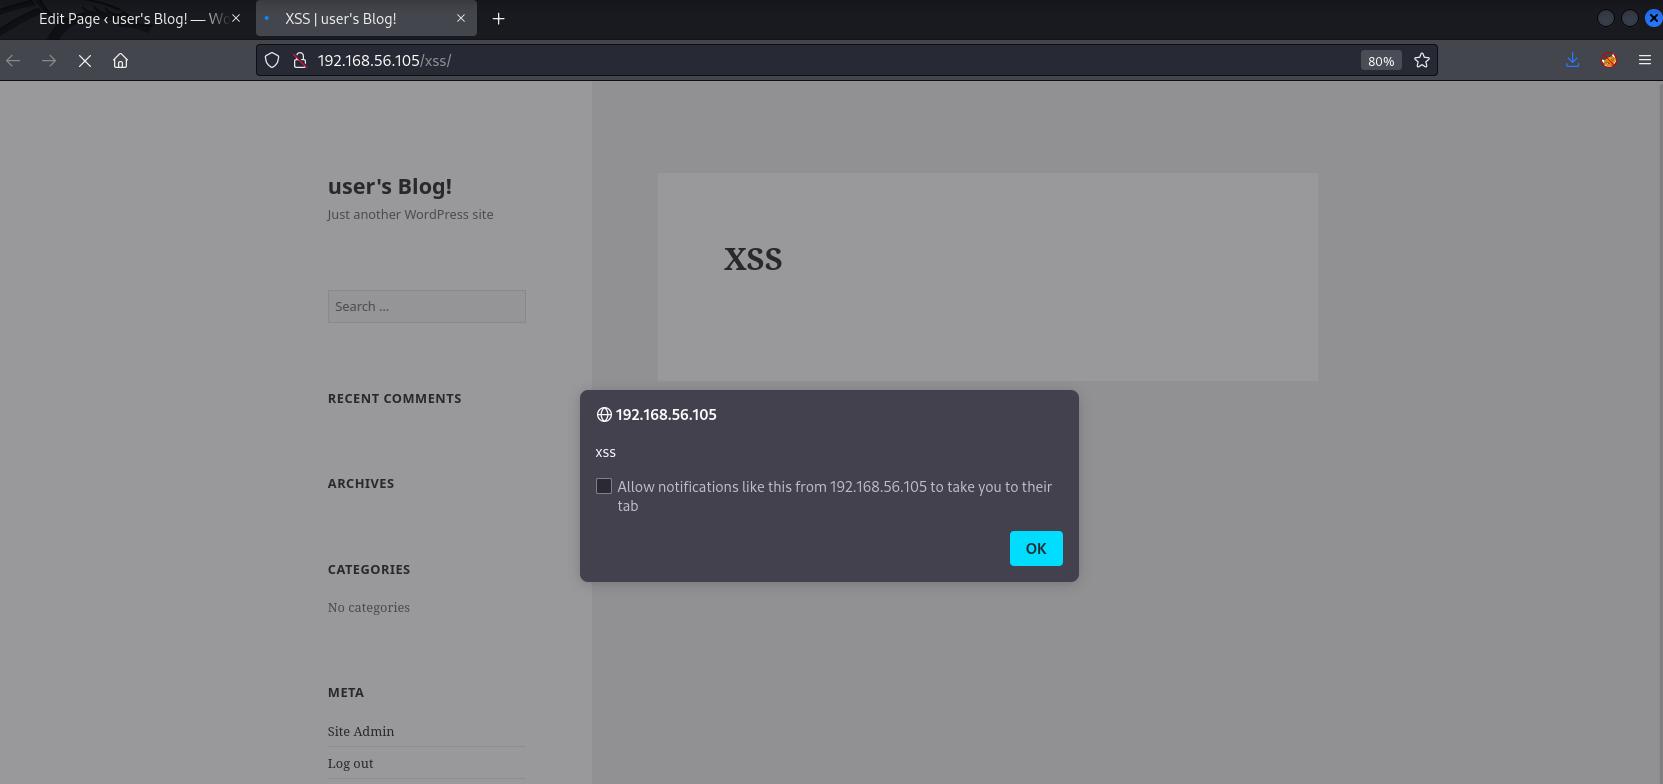 Edit Page ‹ user's Blog! — Wo
XSS | user's Blog!
192.168.56.105/xss/
80%
user's Blog!
Just another WordPress site
Search …
RECENT COMMENTS
ARCHIVES
CATEGORIES
No categories
META
Site Admin
Log out
XSS
192.168.56.105
xss
Allow notifications like this from 192.168.56.105 to take you to their
tab
OK